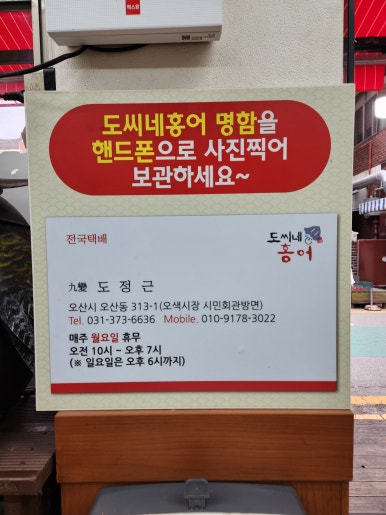 도씨네홍어 명함을
핸드폰으로 사진찍어
보관하세요~
전국택배
도씨네
홍어
九變 도 정 근
오산시 오산동 313-1(오색시장 시민회관방면)
Tel. 031-373-6636 Mobile. 010-9178-3022
매주 월요일 휴무
오전 10시 ~ 오후 7시
(※ 일요일은 오후 6시까지)